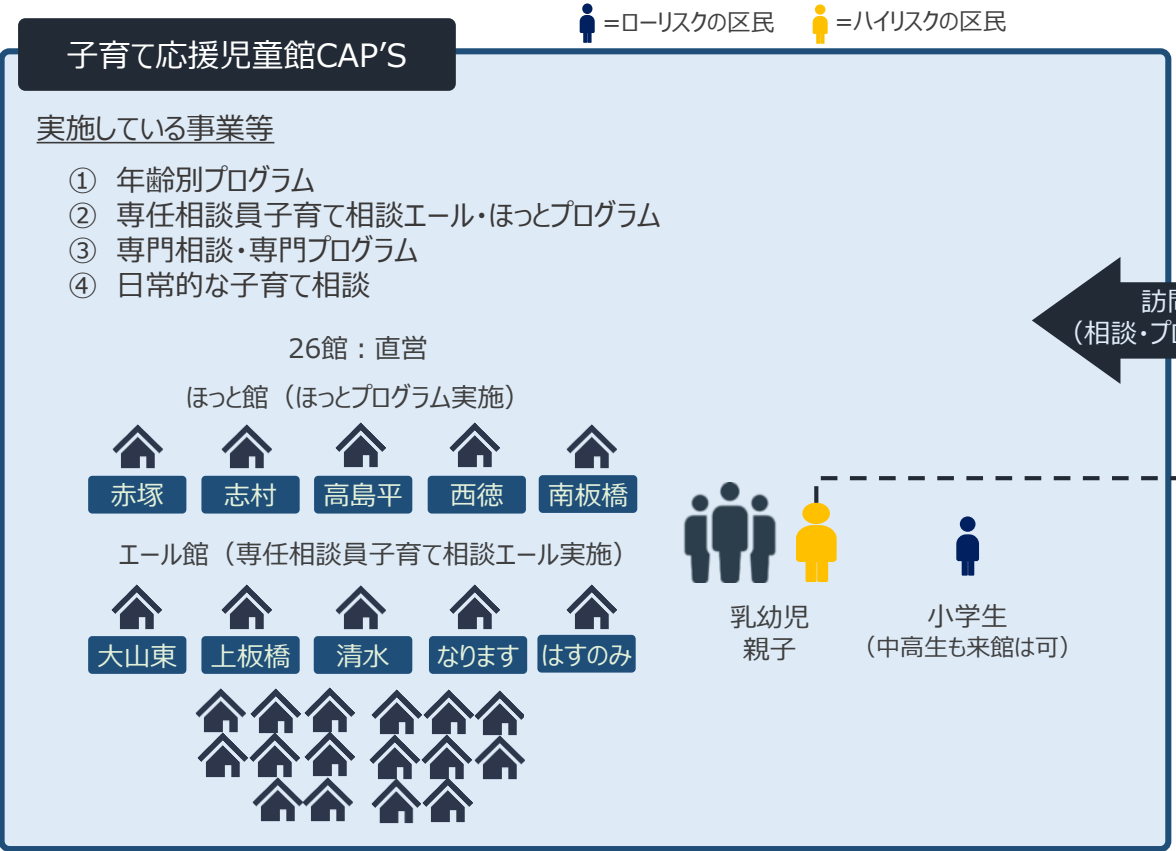 =ローリスクの区民 =ハイリスクの区民
子育て応援児童館CAP'S
実施している事業等
① 年齢別プログラム
② 専任相談員子育て相談エール・ほっとプログラム
③ 専門相談・専門プログラム
④ 日常的な子育て相談
訪
(相談・プ
26館:直営
ほっと館(ほっとプログラム実施)
赤塚 志村 高島平 西徳 南板橋
エール館(専任相談員子育て相談エール実施)
大山東 上板橋 清水 なります はすのみ
乳幼児
親子
小学生
(中高生も来館は可)